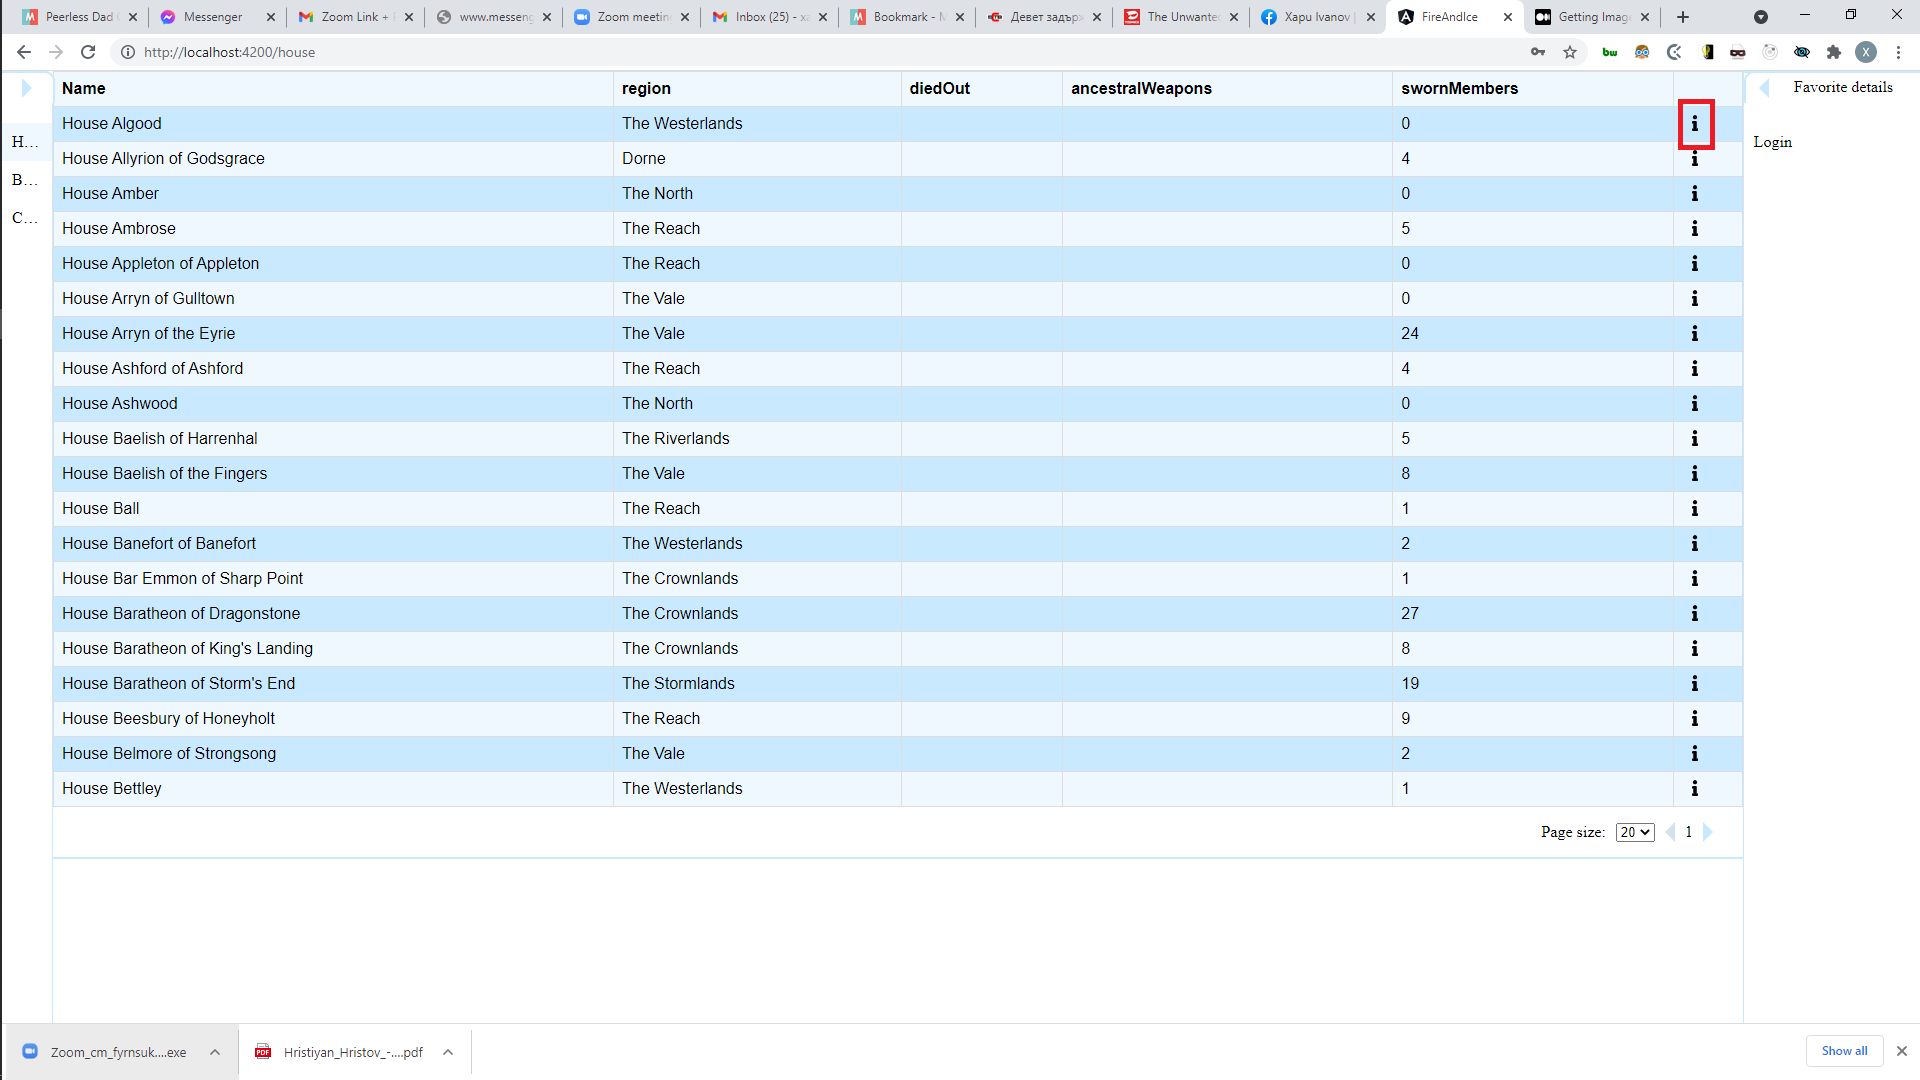 Peerless Dad
Messenger
Zoom Link +
www.messeng
Zoom meetin
Inbox (25) - xa
Bookmark - M
Девет задърж
The Unwante
Xapu Ivanov |
FireAndIce
Getting Imag
http://localhost:4200/house
bw
X
Name region diedOut ancestralWeapons swornMembers
Favorite details
House Algood The Westerlands 0 i
House Allyrion of Godsgrace Dorne 4 i
House Amber The North 0 i
House Ambrose The Reach 5 i
House Appleton of Appleton The Reach 0 i
House Arryn of Gulltown The Vale 0 i
House Arryn of the Eyrie The Vale 24 i
House Ashford of Ashford The Reach 4 i
House Ashwood The North 0 i
House Baelish of Harrenhal The Riverlands 5 i
House Baelish of the Fingers The Vale 8 i
House Ball The Reach 1 i
House Banefort of Banefort The Westerlands 2 i
House Bar Emmon of Sharp Point The Crownlands 1 i
House Baratheon of Dragonstone The Crownlands 27 i
House Baratheon of King's Landing The Crownlands 8 i
House Baratheon of Storm's End The Stormlands 19 i
House Beesbury of Honeyholt The Reach 9 i
House Belmore of Strongsong The Vale 2 i
House Bettley The Westerlands 1 i
H...
B...
C...
Login
Page size: 20 1
Zoom_cm_fyrnsuk....exe
PDF
Hristiyan_Hristov_-....pdf
Show all